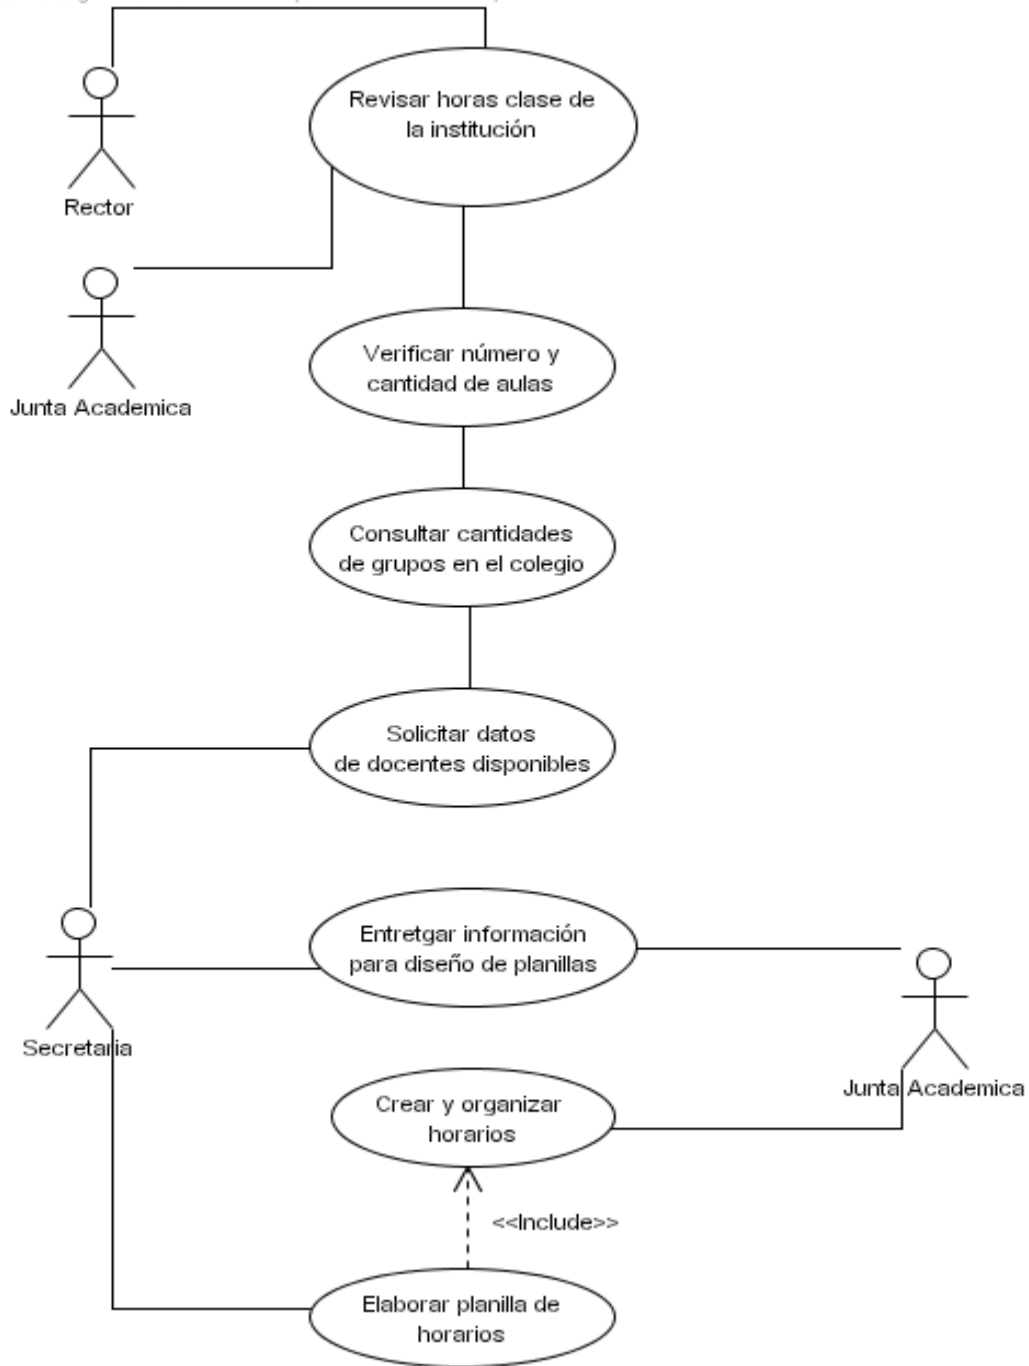 Revisar horas clase de
la institución
Rector
Junta Academica
Verificar número y
cantidad de aulas
Consultar cantidades
de grupos en el colegio
Solicitar datos
de docentes disponibles
Entretgar información
para diseño de planillas
Secretaria
Junta Academica
Crear y organizar
horarios
<<Include>>
Elaborar planilla de
horarios